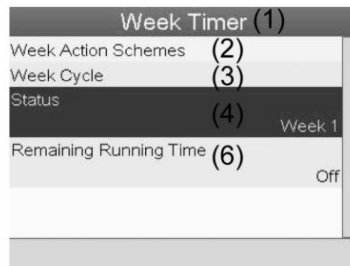 Week Timer (1)
Week Action Schemes (2)
Week Cycle (3)
Status (4)
Week 1
Remaining Running Time (6)
Off